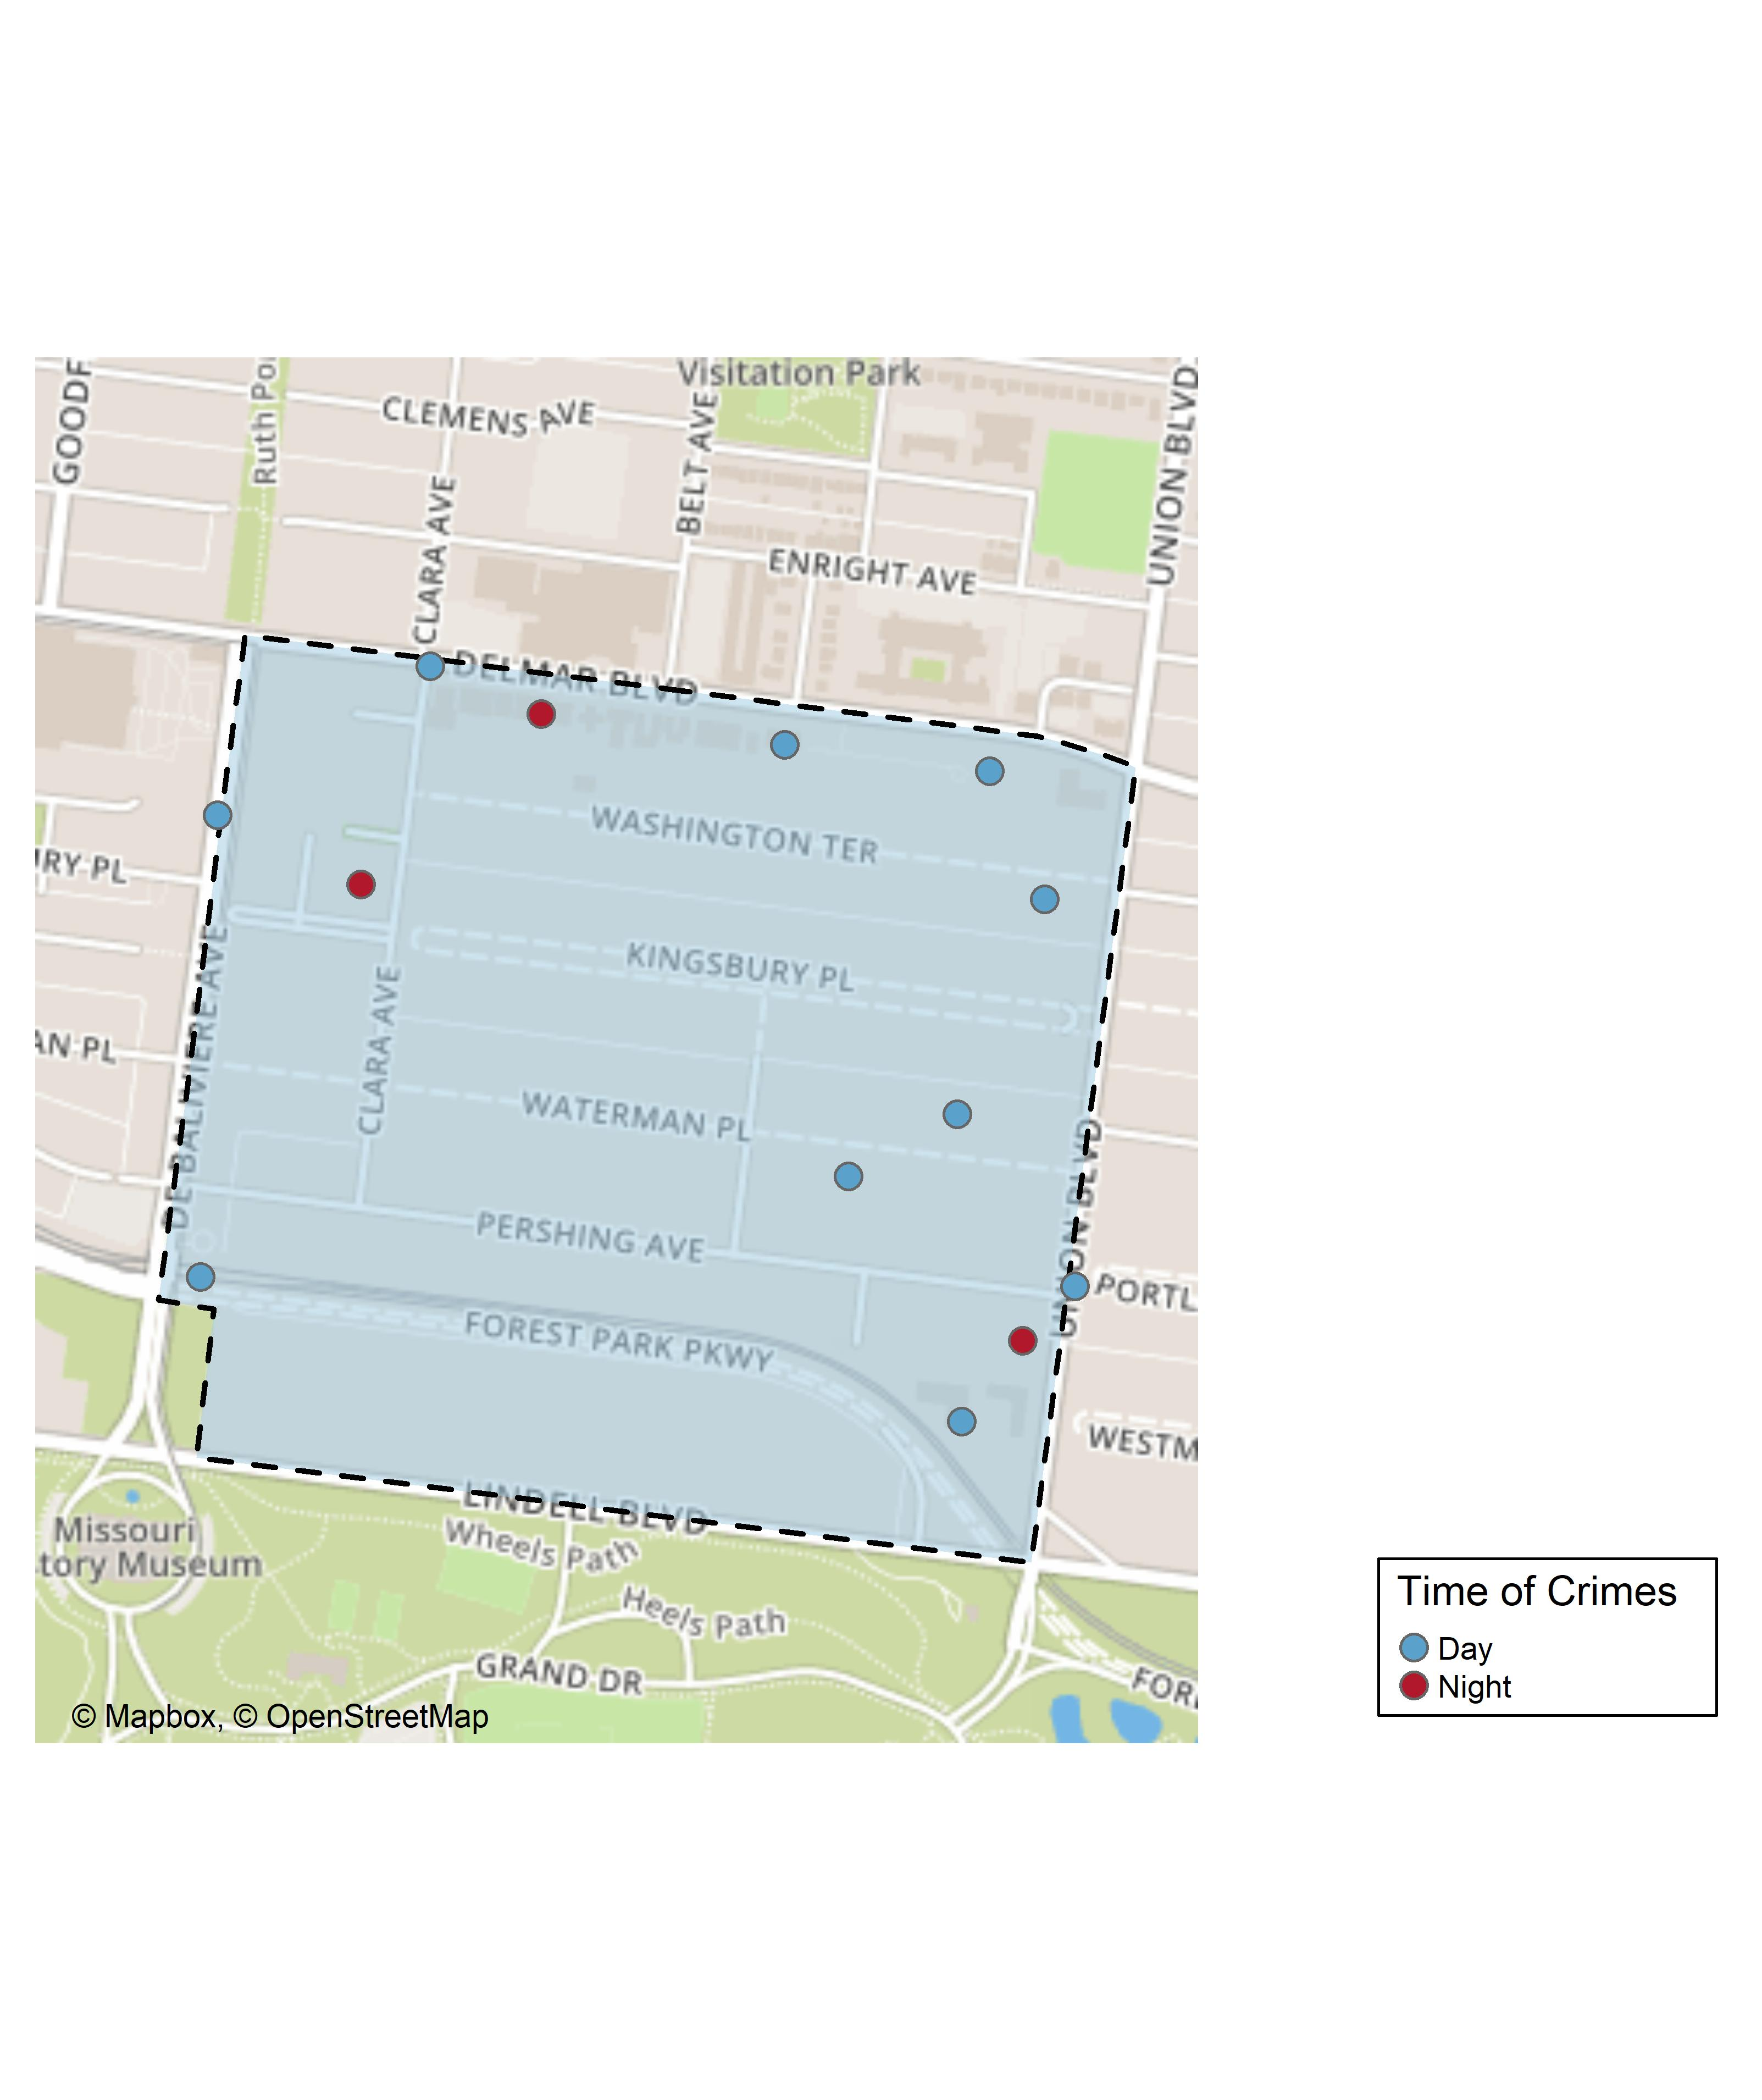 Visitation Park
GOODF
Ruth Po
CLEMENS AVE
BELT AVE
UNION BLVD
CLARA AVE
ENRIGHT AVE
DELMAR BLVD
WASHINGTON TER
RY PL
KINGSBURY PL
DE BALIVIERE AVE
CLARA AVE
AN PL
WATERMAN PL
UNION BLVD
PERSHING AVE
PORTL
FOREST PARK PKWY
WESTM
LINDELL BLVD
Wheels Path
Missouri
tory Museum
Heels Path
GRAND DR
FOR
© Mapbox, © OpenStreetMap
Time of Crimes
Day
Night